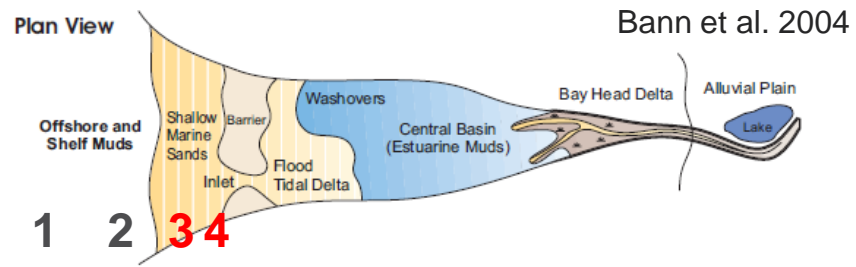 Plan View
Bann et al. 2004
Offshore and
Shelf Muds
Shallow
Marine
Sands
Barrier
Inlet
Washovers
Flood
Tidal Delta
Central Basin
(Estuarine Muds)
Bay Head Delta
Alluvial Plain
Lake
1 2 3 4